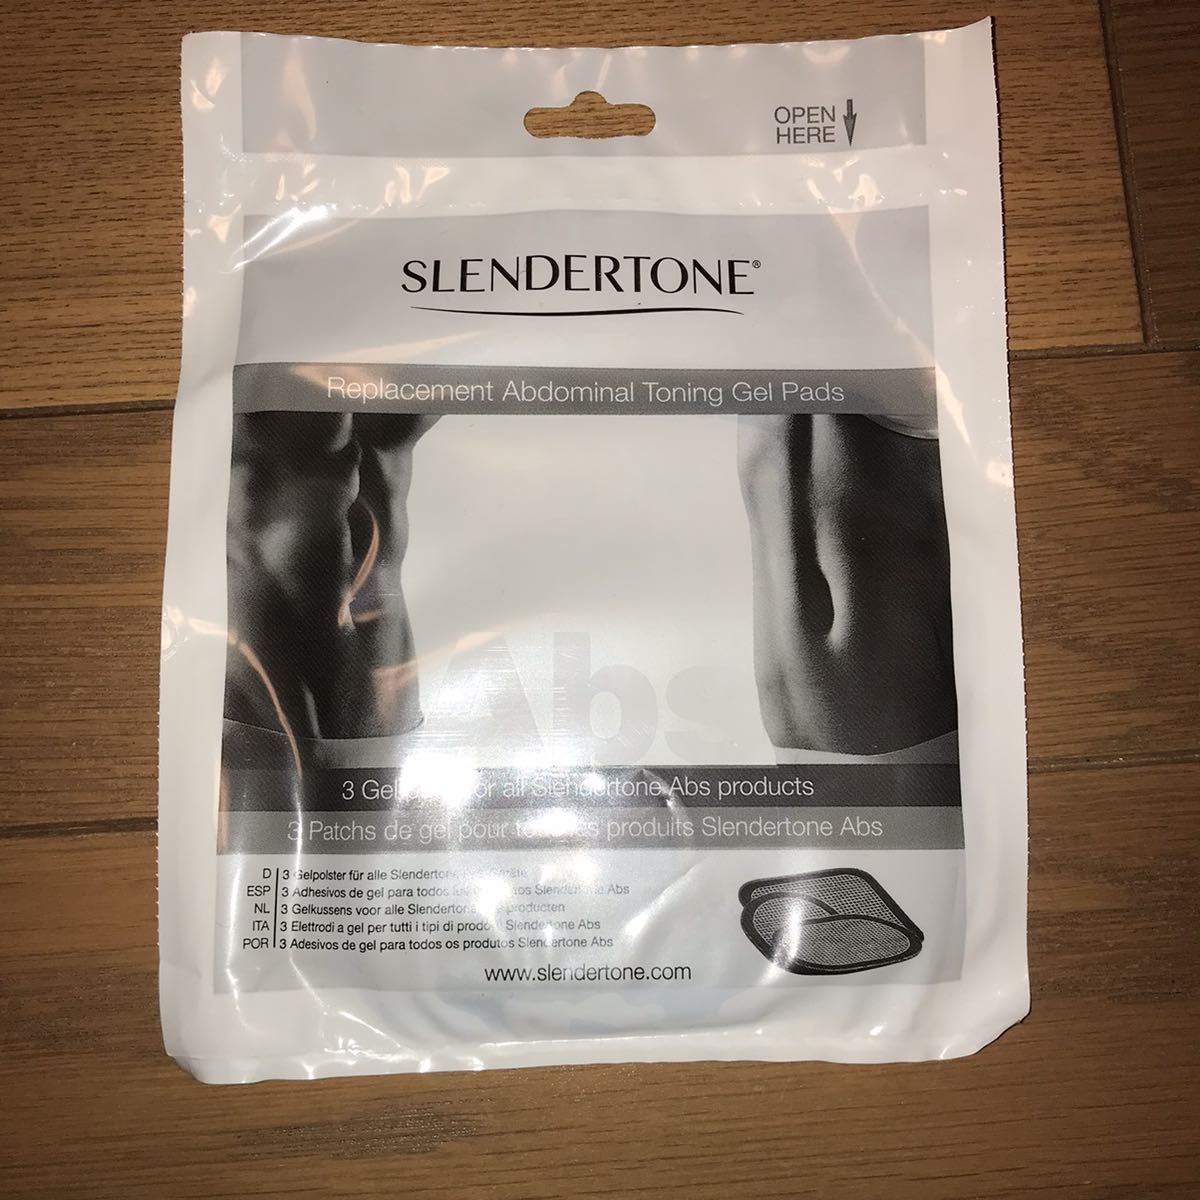 OPEN
HERE
SLENDERTONE®
Replacement Abdominal Toning Gel Pads
Abs
3 Gel for all Slendertone Abs products
3 Patchs de gel pour produits Slendertone Abs
D 3 Gelpolster für alle Slendertone
ESP 3 Adhesivos de gel para todos Slendertone Abs
NL 3 Gelkussens voor alle Slendertone producten
ITA 3 Elettrodi a gel per tutti i tipi di Slendertone Abs
POR 3 Adesivos de gel para todos os produtos Slendertone Abs
www.slendertone.com